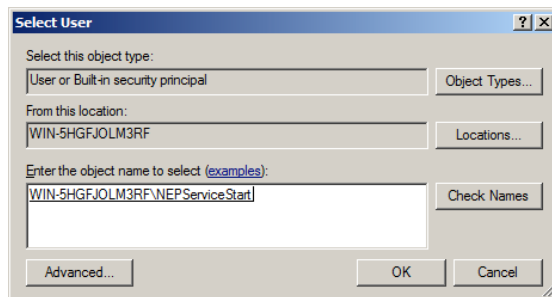 Select User
Select this object type:
User or Built-in security principal
Object Types...
From this location:
WIN-5HGFJOLM3RF
Locations...
Enter the object name to select (examples):
WIN-5HGFJOLM3RF\NEPServiceStart
Check Names
Advanced...
OK
Cancel